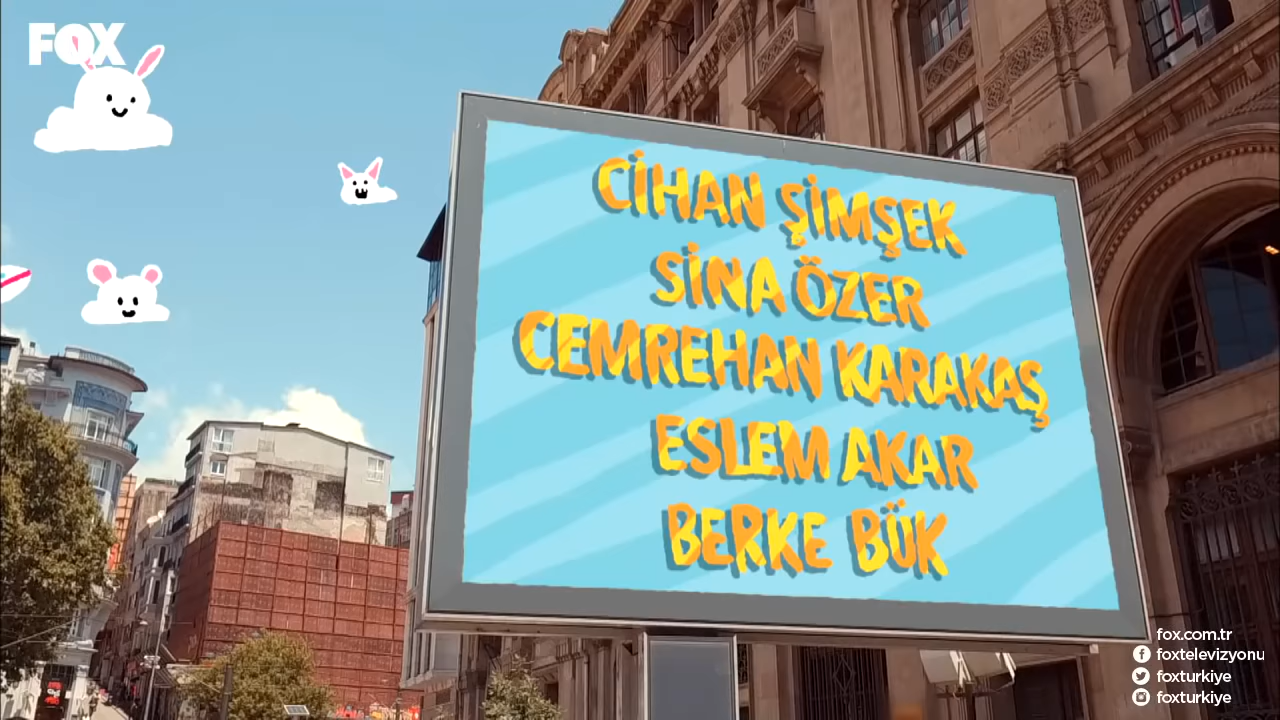 FOX
CİHAN ŞİMŞEK
SİNA ÖZER
CEMREHAN KARAKAŞ
ESLEM AKAR
BERKE BÜK
fox.com.tr
foxtelevizyonu
foxturkiye
foxturkiye